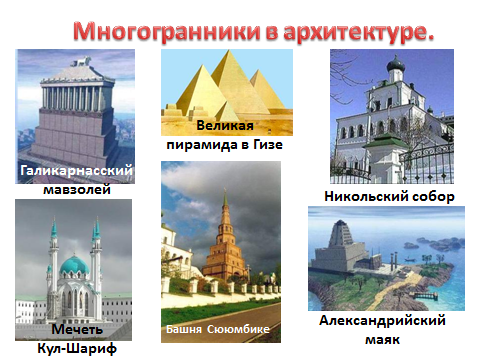 Многогранники в архитектуре.
Галикарнасский
мавзолей
Великая
пирамида в Гизе
Никольский собор
Мечеть
Кул-Шариф
Башня Сююмбике
Александрийский
маяк